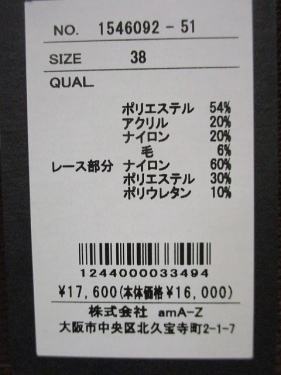 NO. 1546092-51
SIZE 38
QUAL.
ポリエステル 54%
アクリル 20%
ナイロン 20%
毛 6%
レース部分 ナイロン 60%
ポリエステル 30%
ポリウレタン 10%
1244000033494
¥17,600(本体価格¥16,000)
株式会社 amA-Z
大阪市中央区北久宝寺町2-1-7